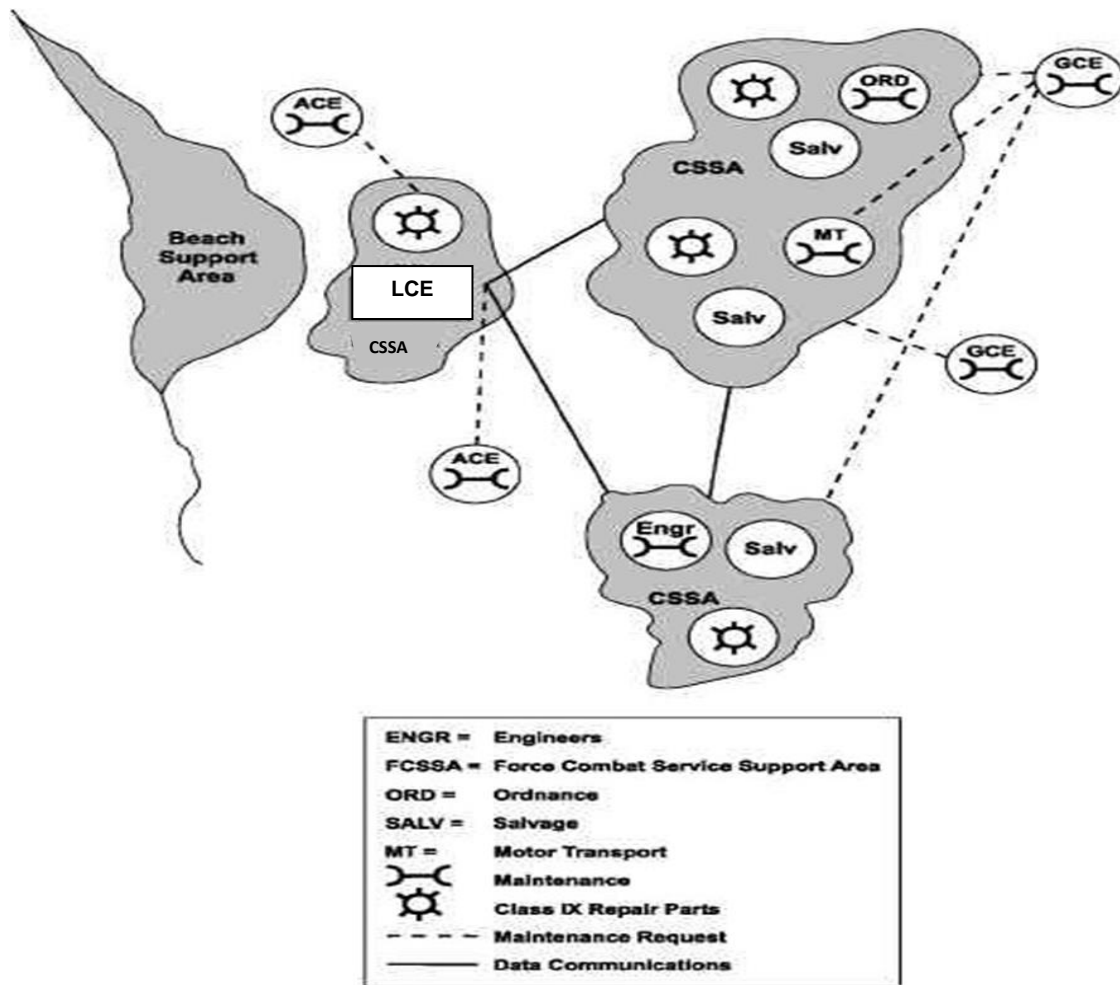 ACE
GCE
ORD
Salv
CSSA
Beach
Support
Area
MT
LCE
CSSA
Salv
GCE
ACE
Engr
Salv
CSSA
ENGR = Engineers
FCSSA = Force Combat Service Support Area
ORD = Ordnance
SALV = Salvage
MT = Motor Transport
Maintenance
Class IX Repair Parts
Maintenance Request
Data Communications